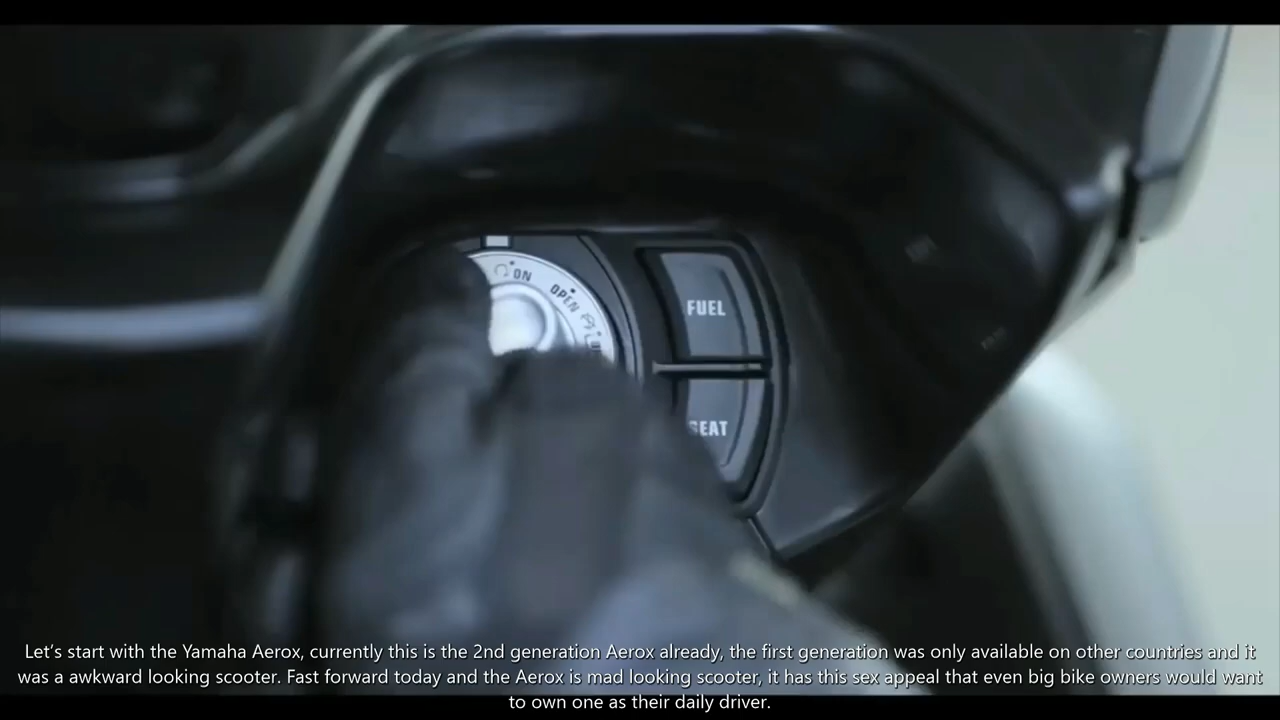 ON
OPEN
FUEL
SEAT
Let's start with the Yamaha Aerox, currently this is the 2nd generation Aerox already, the first generation was only available on other countries and it
was a awkward looking scooter. Fast forward today and the Aerox is mad looking scooter, it has this sex appeal that even big bike owners would want
to own one as their daily driver.